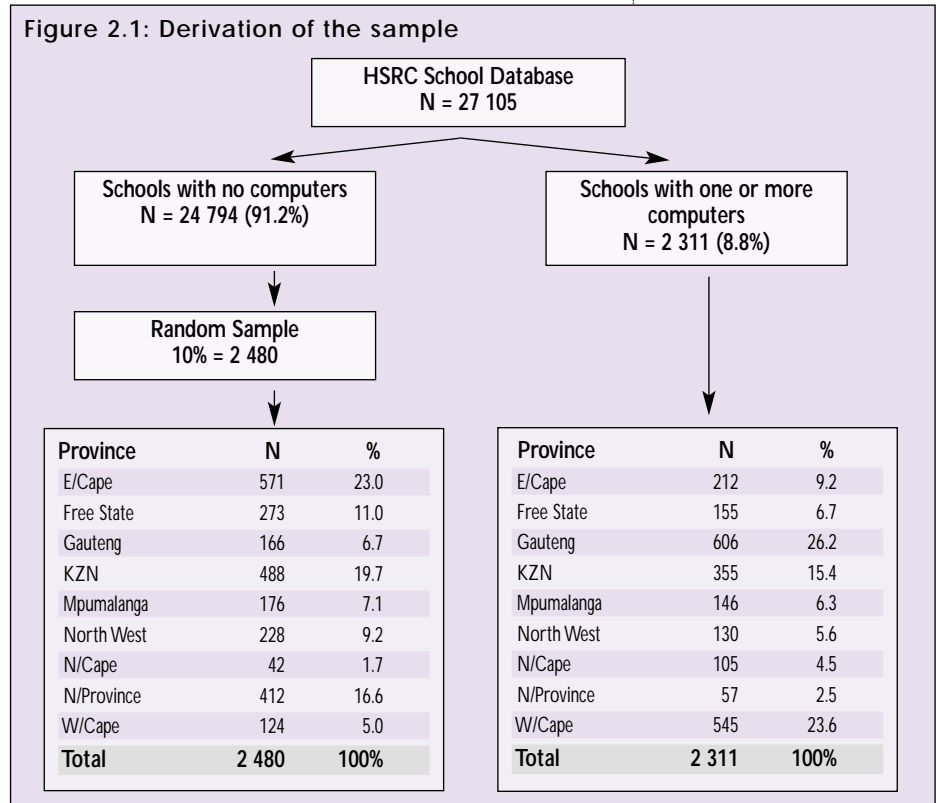 Figure 2.1: Derivation of the sample
HSRC School Database
N = 27 105
Schools with no computers
N = 24 794 (91.2%)
Schools with one or more
computers
N = 2 311 (8.8%)
Random Sample
10% = 2 480
Province N %
E/Cape 571 23.0
Free State 273 11.0
Gauteng 166 6.7
KZN 488 19.7
Mpumalanga 176 7.1
North West 228 9.2
N/Cape 42 1.7
N/Province 412 16.6
W/Cape 124 5.0
Total 2 480 100%
Province N %
E/Cape 212 9.2
Free State 155 6.7
Gauteng 606 26.2
KZN 355 15.4
Mpumalanga 146 6.3
North West 130 5.6
N/Cape 105 4.5
N/Province 57 2.5
W/Cape 545 23.6
Total 2 311 100%